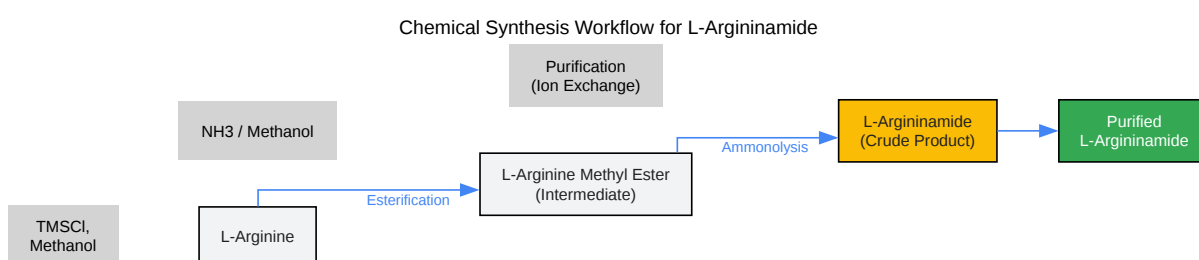 Chemical Synthesis Workflow for L-Argininamide
Purification
(Ion Exchange)
NH3 / Methanol
L-Argininamide
(Crude Product)
Purified
L-Argininamide
Ammonolysis
L-Arginine Methyl Ester
(Intermediate)
Esterification
TMSCl,
Methanol
L-Arginine